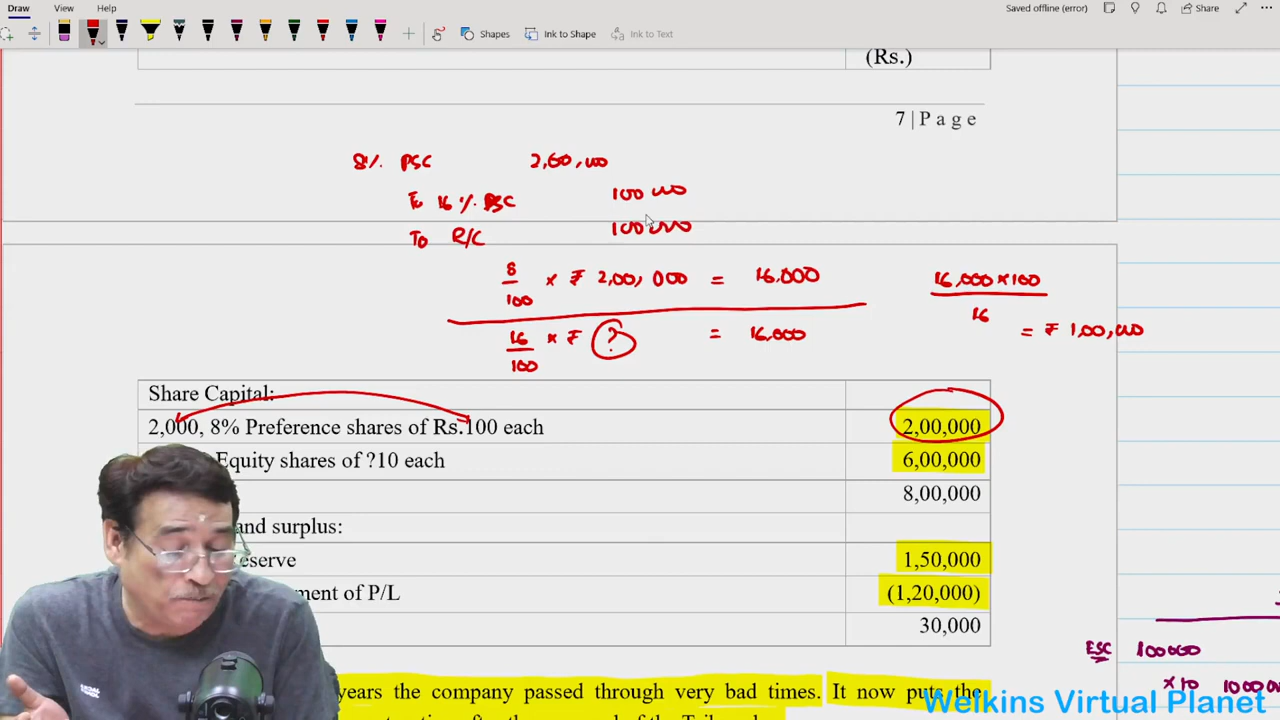 Draw View Help Saved offline (error) Share
Shapes Ink to Shape Ink to Text
(Rs.)
7 | P a g e
8% PSC 2,00,000
To 16 % PSC 100 000
To R/C 100000
8/100 × ₹ 2,00,000 = 16,000
16/100 × ₹ ? = 16,000
16,000 × 100
16
= ₹ 1,00,000
Share Capital:
2,000, 8% Preference shares of Rs.100 each 2,00,000
Equity shares of ?10 each 6,00,000
8,00,000
and surplus:
eserve 1,50,000
ment of P/L (1,20,000)
30,000
ESC 100000
×10
years the company passed through very bad times. It now puts the
Welkins Virtual Planet